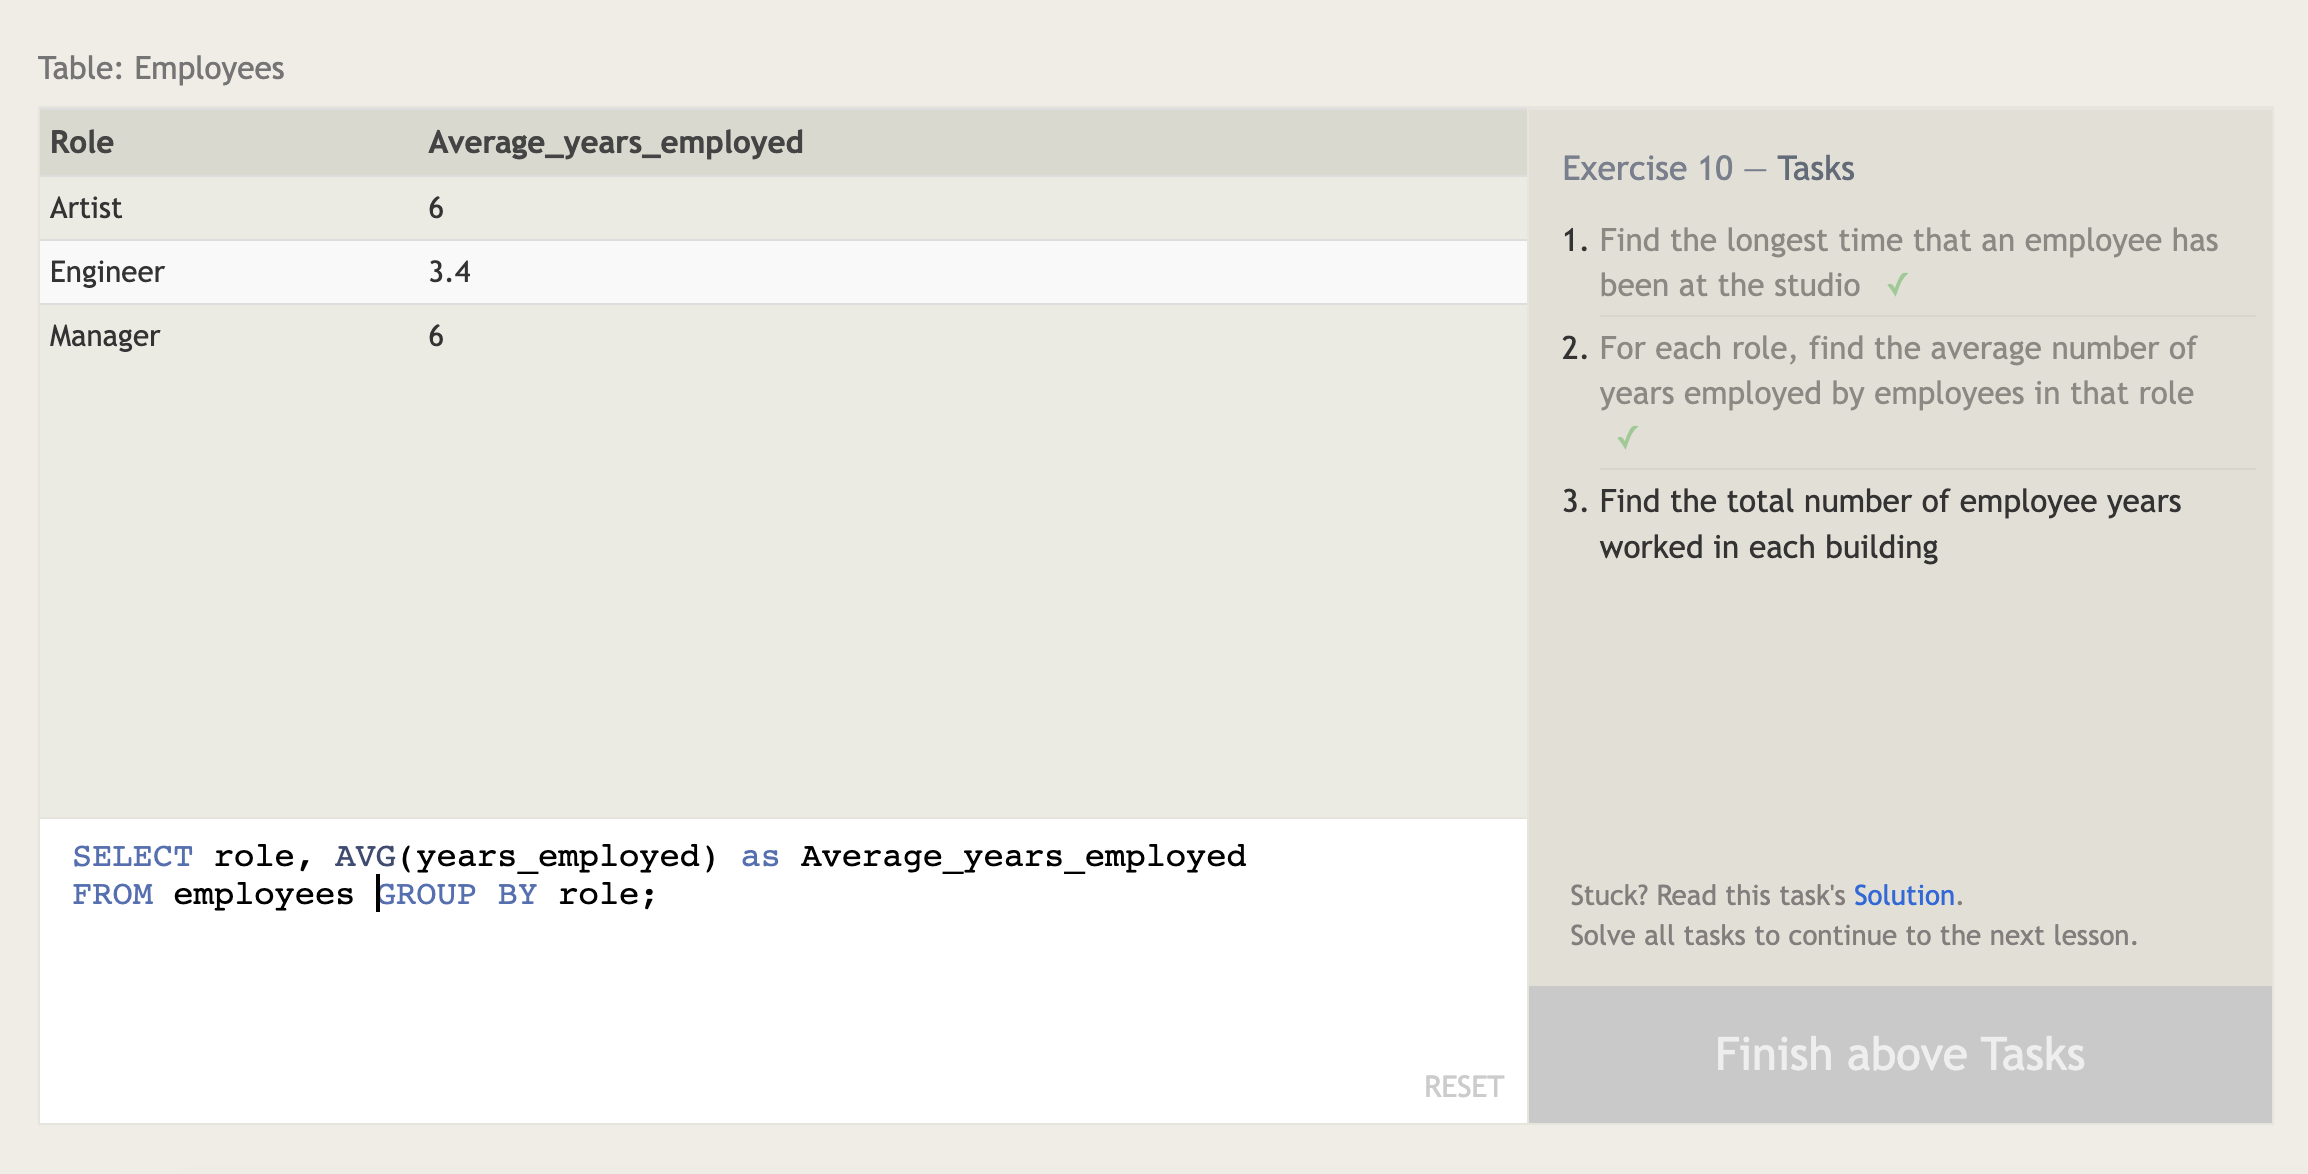 Table: Employees
Role Average_years_employed
Artist 6
Engineer 3.4
Manager 6
SELECT role, AVG(years_employed) as Average_years_employed
FROM employees GROUP BY role;
RESET
Exercise 10 — Tasks
1. Find the longest time that an employee has
been at the studio ✓
2. For each role, find the average number of
years employed by employees in that role
✓
3. Find the total number of employee years
worked in each building
Stuck? Read this task's Solution.
Solve all tasks to continue to the next lesson.
Finish above Tasks